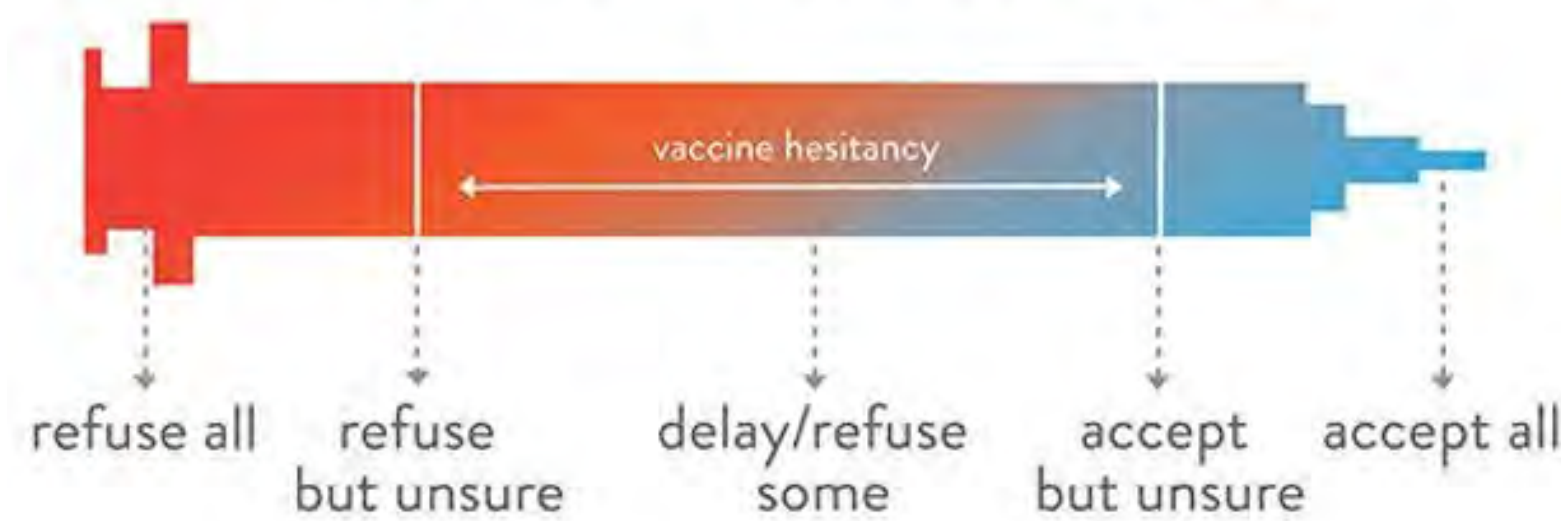 vaccine hesitancy
refuse all
refuse
but unsure
delay/refuse
some
accept
but unsure
accept all